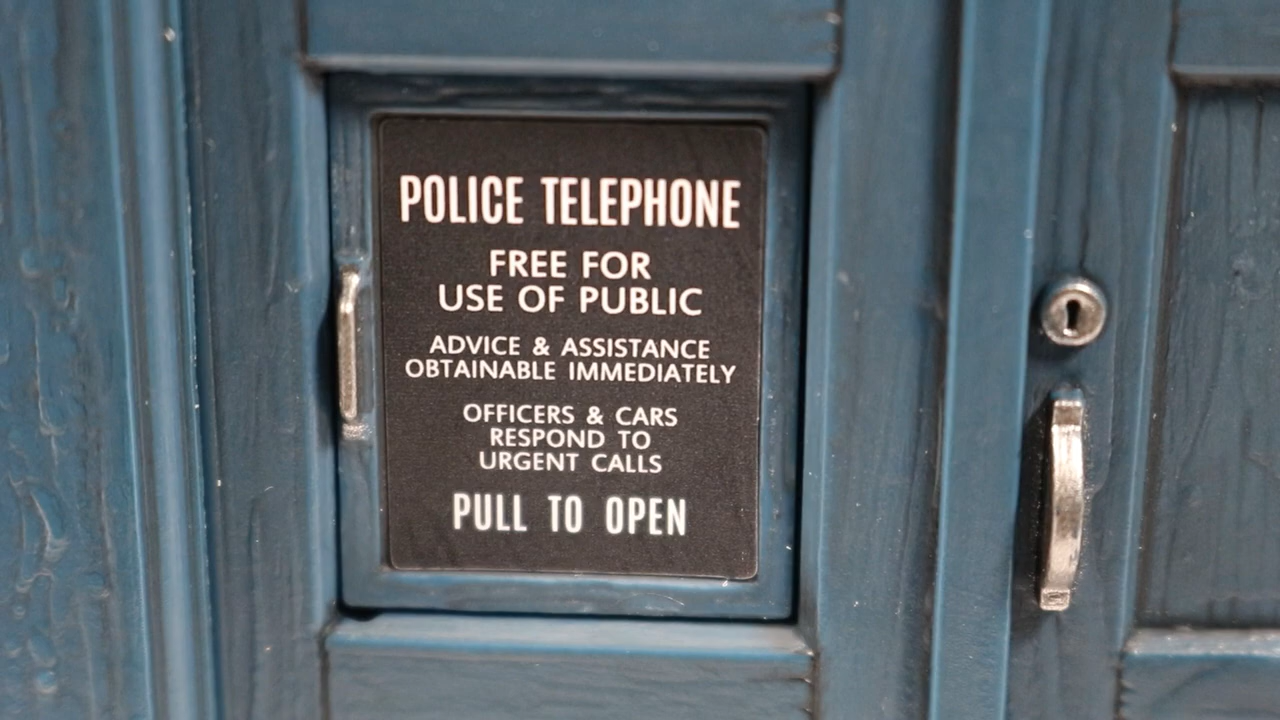 POLICE TELEPHONE
FREE FOR
USE OF PUBLIC
ADVICE & ASSISTANCE
OBTAINABLE IMMEDIATELY
OFFICERS & CARS
RESPOND TO
URGENT CALLS
PULL TO OPEN